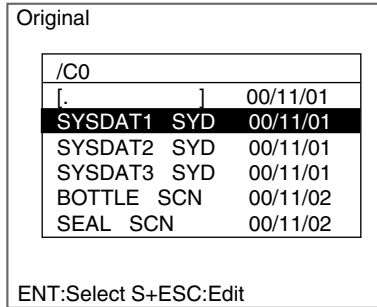 Original
/C0
[. ] 00/11/01
SYSDAT1 SYD 00/11/01
SYSDAT2 SYD 00/11/01
SYSDAT3 SYD 00/11/01
BOTTLE SCN 00/11/02
SEAL SCN 00/11/02
ENT:Select S+ESC:Edit